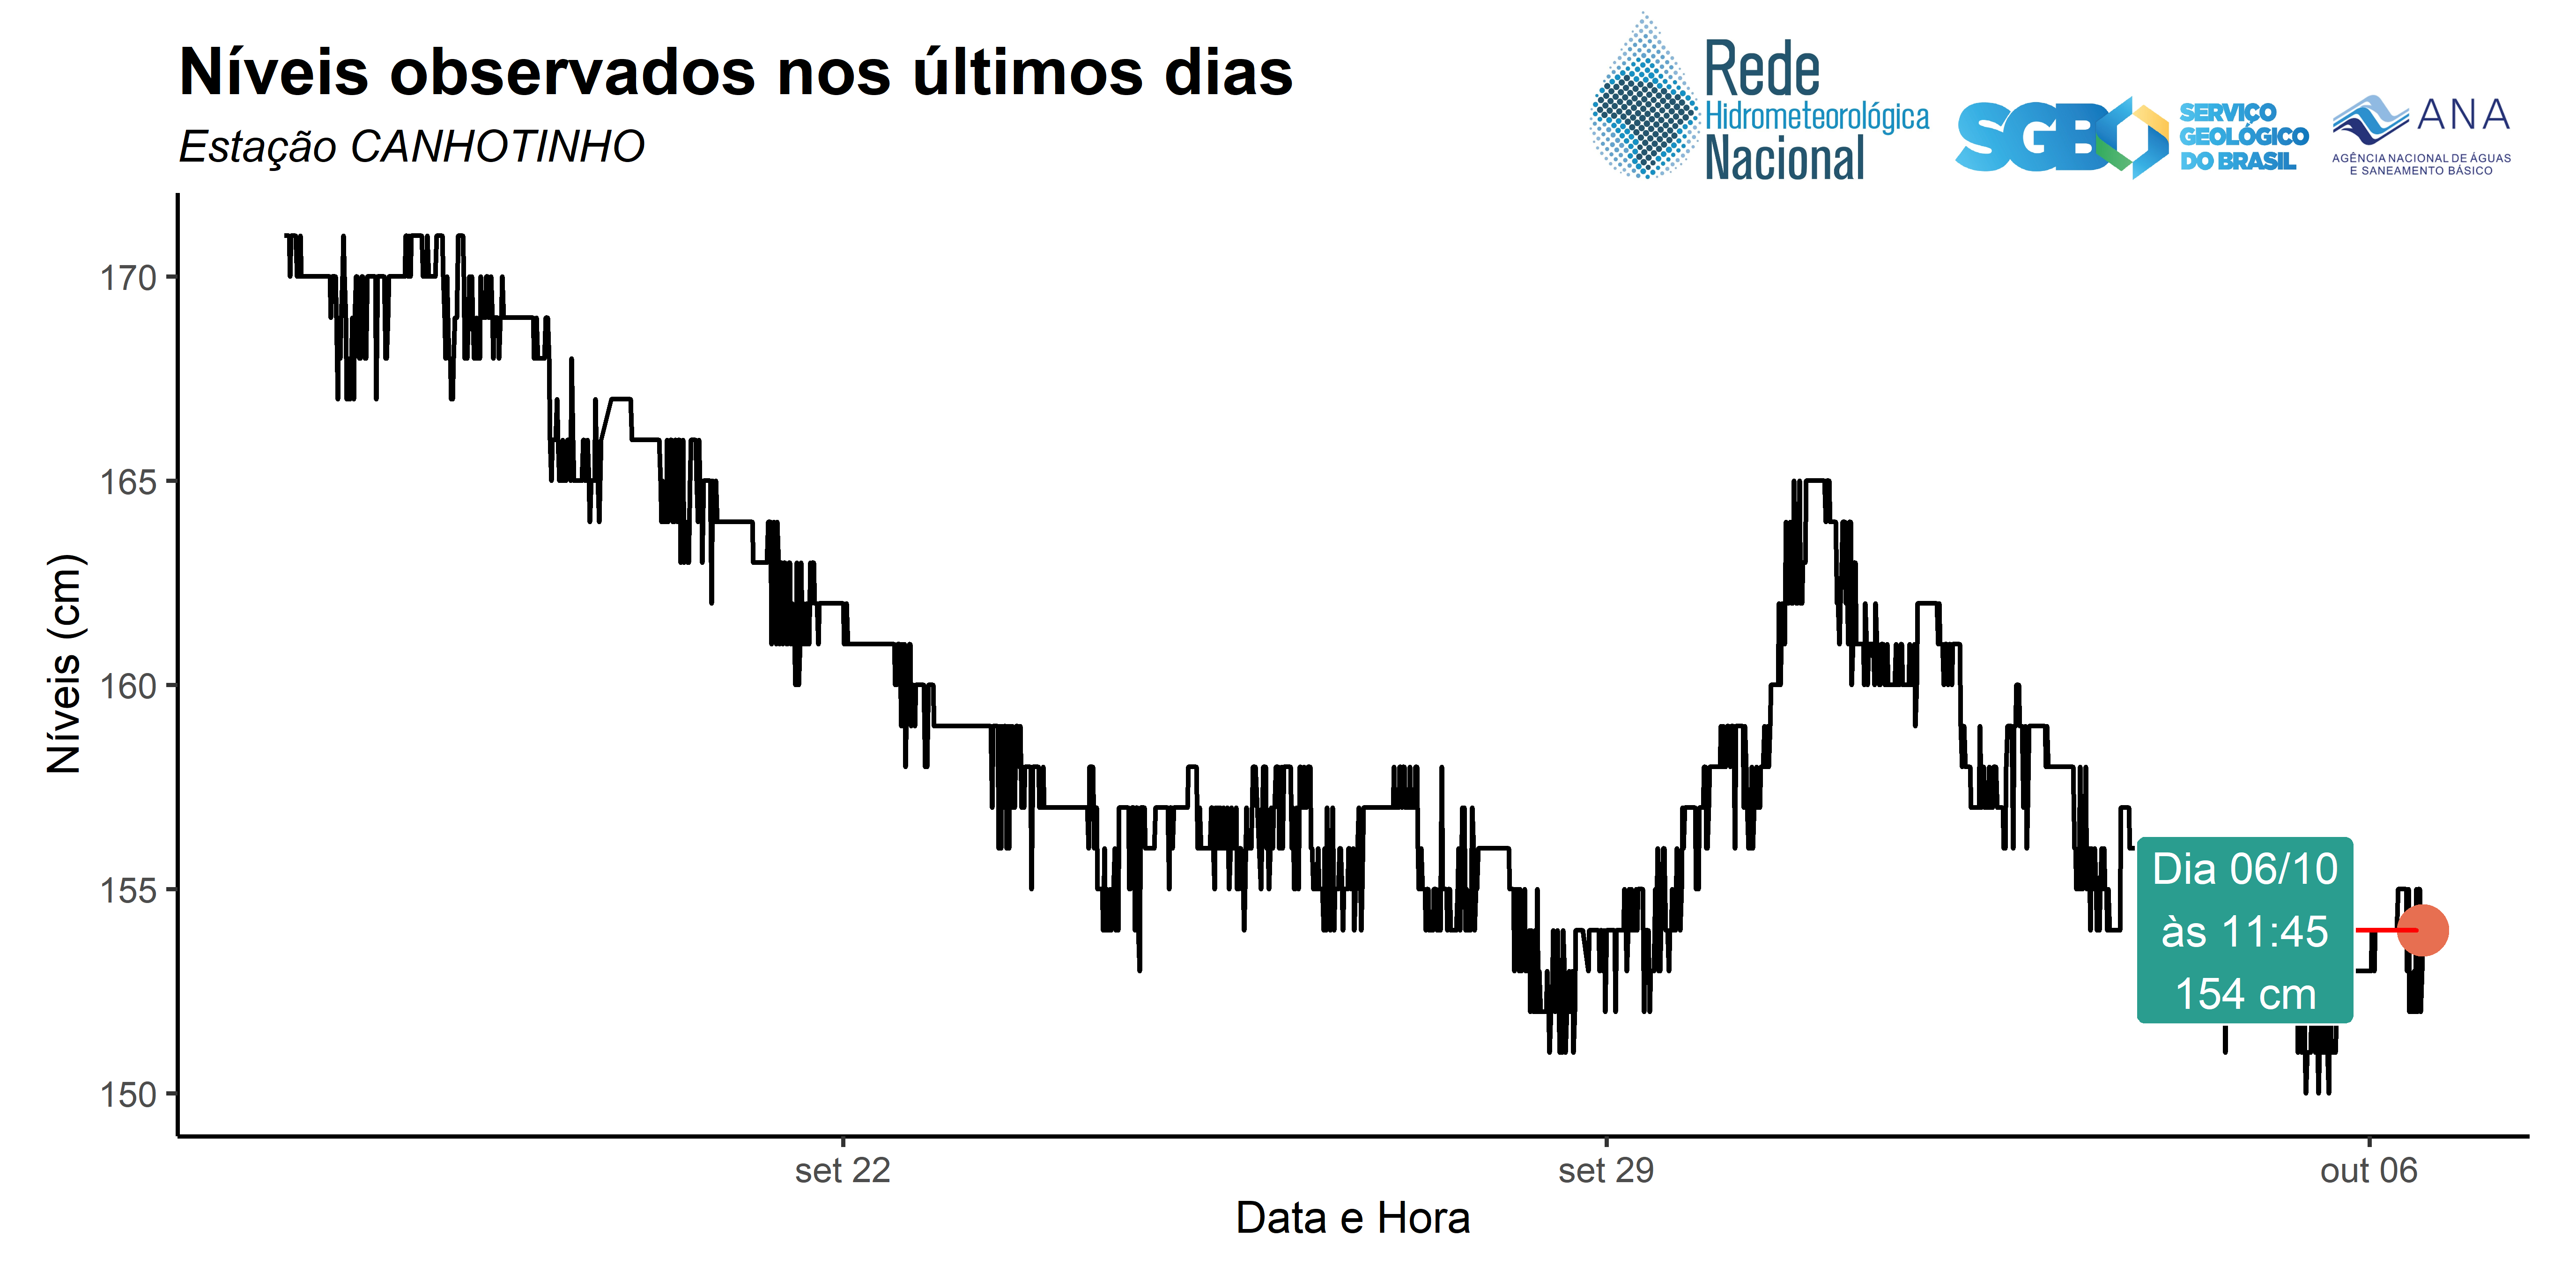 Níveis observados nos últimos dias
Estação CANHOTINHO
Rede
Hidrometeorológica
Nacional
SGB
SERVIÇO
GEOLÓGICO
DO BRASIL
ANA
AGÊNCIA NACIONAL DE ÁGUAS
E SANEAMENTO BÁSICO
Níveis (cm)
170
165
160
155
150
Dia 06/10
às 11:45
154 cm
set 22
set 29
out 06
Data e Hora